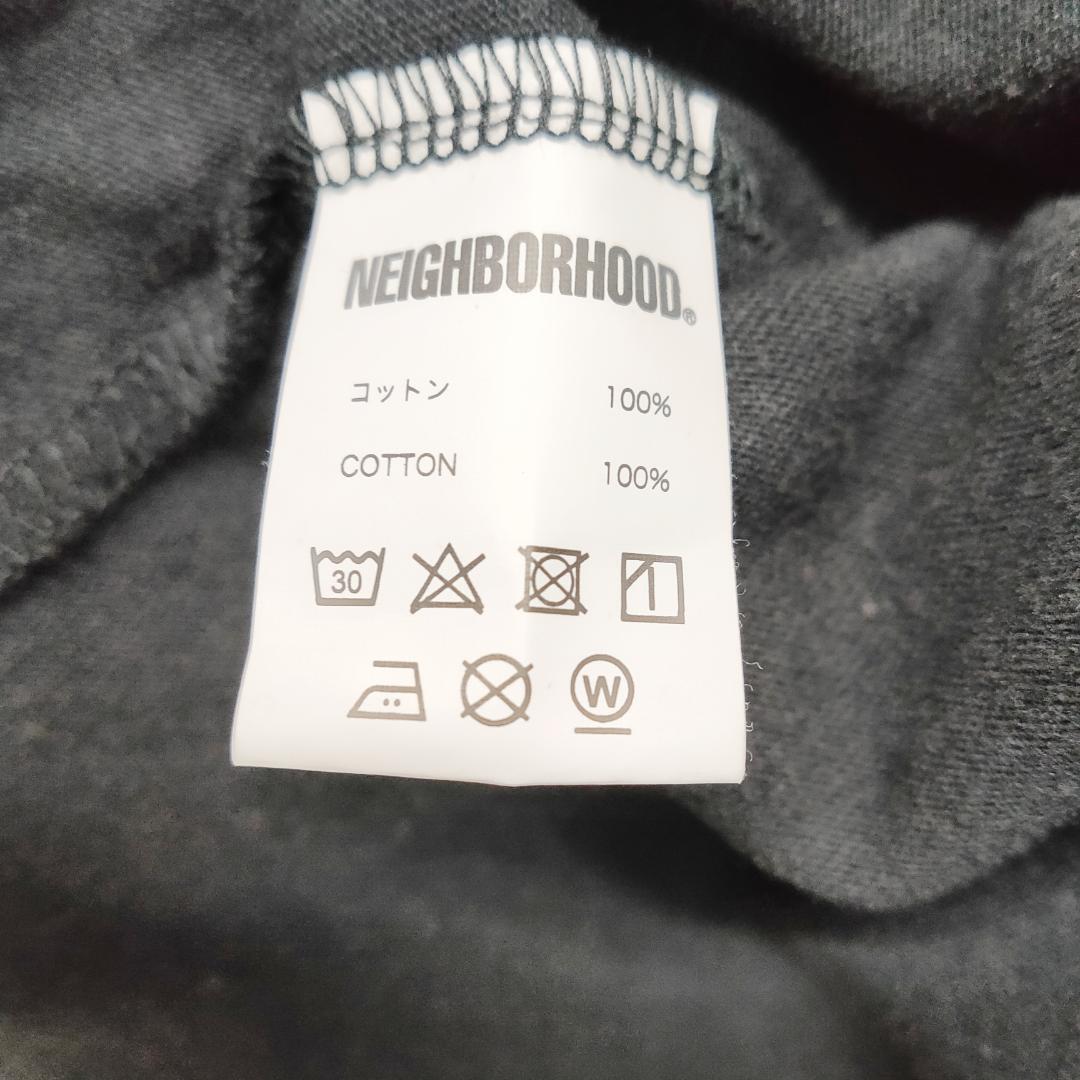 NEIGHBORHOOD®
コットン 100%
COTTON 100%
30
W